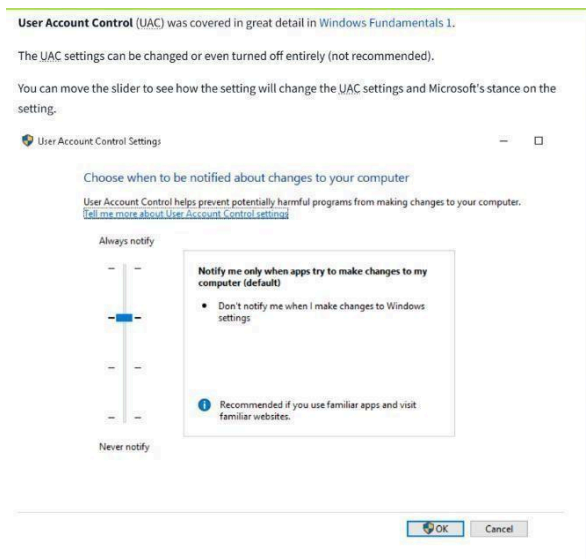 User Account Control (UAC) was covered in great detail in Windows Fundamentals 1.
The UAC settings can be changed or even turned off entirely (not recommended).
You can move the slider to see how the setting will change the UAC settings and Microsoft's stance on the
setting.
User Account Control Settings
Choose when to be notified about changes to your computer
User Account Control helps prevent potentially harmful programs from making changes to your computer.
Tell me more about User Account Control settings
Always notify
Notify me only when apps try to make changes to my
computer (default)
• Don't notify me when I make changes to Windows
settings
Recommended if you use familiar apps and visit
familiar websites.
Never notify
OK Cancel